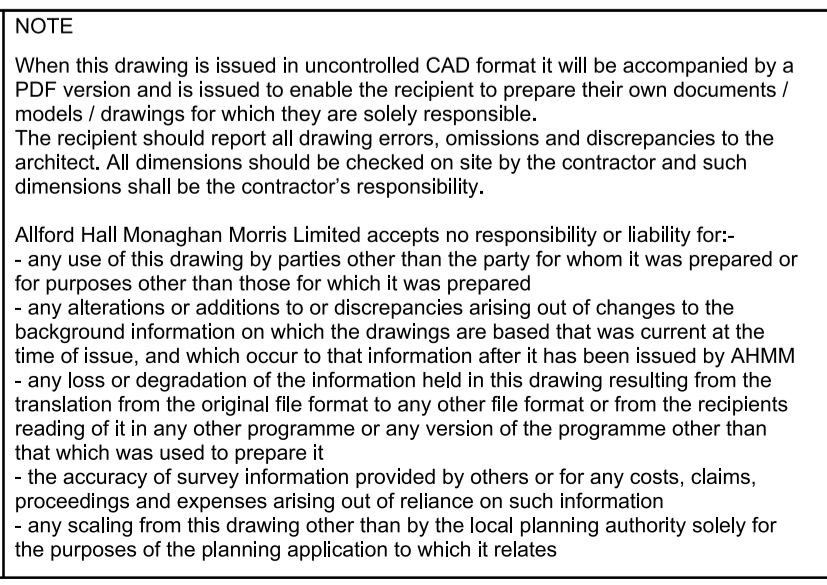 NOTE
When this drawing is issued in uncontrolled CAD format it will be accompanied by a
PDF version and is issued to enable the recipient to prepare their own documents /
models / drawings for which they are solely responsible.
The recipient should report all drawing errors, omissions and discrepancies to the
architect. All dimensions should be checked on site by the contractor and such
dimensions shall be the contractor's responsibility.
Allford Hall Monaghan Morris Limited accepts no responsibility or liability for:-
- any use of this drawing by parties other than the party for whom it was prepared or
for purposes other than those for which it was prepared
- any alterations or additions to or discrepancies arising out of changes to the
background information on which the drawings are based that was current at the
time of issue, and which occur to that information after it has been issued by AHMM
- any loss or degradation of the information held in this drawing resulting from the
translation from the original file format to any other file format or from the recipients
reading of it in any other programme or any version of the programme other than
that which was used to prepare it
- the accuracy of survey information provided by others or for any costs, claims,
proceedings and expenses arising out of reliance on such information
- any scaling from this drawing other than by the local planning authority solely for
the purposes of the planning application to which it relates